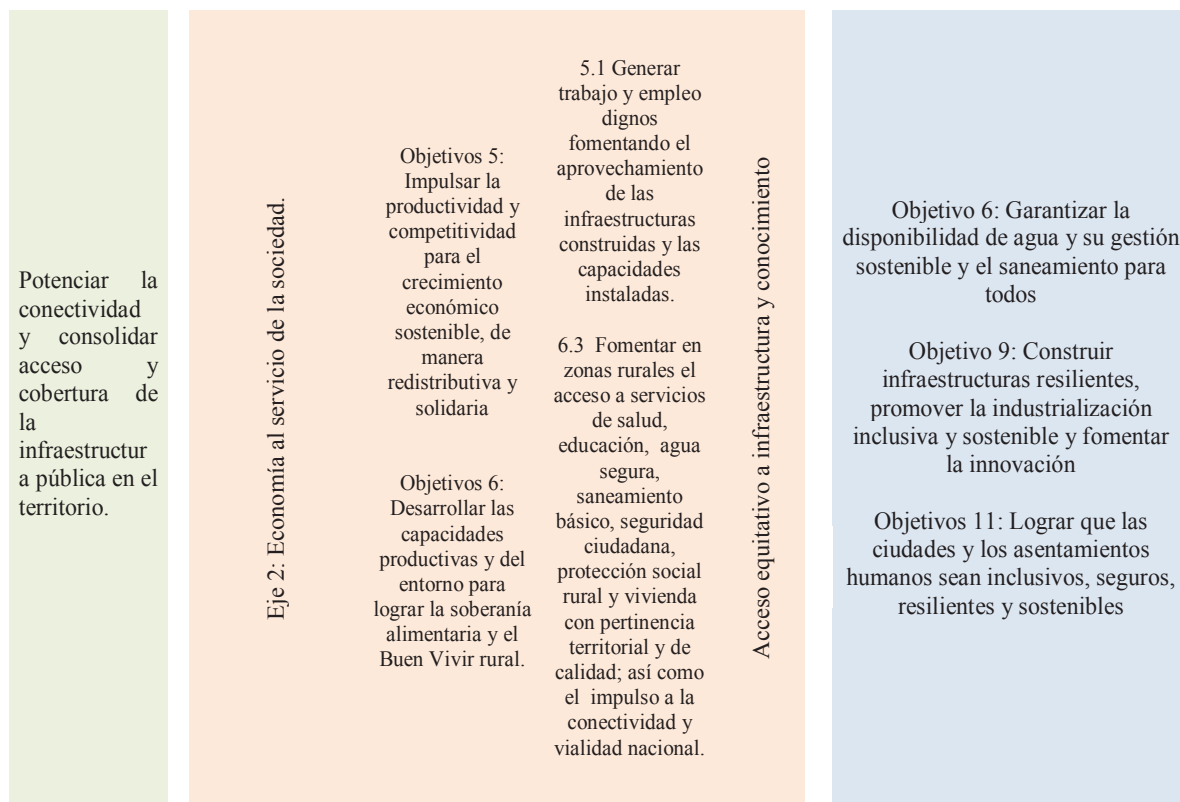 Potenciar la
conectividad
y consolidar
acceso y
cobertura de
la
infraestructur
a pública en el
territorio.
Eje 2: Economía al servicio de la sociedad.
Objetivos 5:
Impulsar la
productividad y
competitividad
para el
crecimiento
económico
sostenible, de
manera
redistributiva y
solidaria
Objetivos 6:
Desarrollar las
capacidades
productivas y del
entorno para
lograr la soberanía
alimentaria y el
Buen Vivir rural.
5.1 Generar
trabajo y empleo
dignos
fomentando el
aprovechamiento
de las
infraestructuras
construidas y las
capacidades
instaladas.
6.3 Fomentar en
zonas rurales el
acceso a servicios
de salud,
educación, agua
segura,
saneamiento
básico, seguridad
ciudadana,
protección social
rural y vivienda
con pertinencia
territorial y de
calidad; así como
el impulso a la
conectividad y
vialidad nacional.
Acceso equitativo a infraestructura y conocimiento
Objetivo 6: Garantizar la
disponibilidad de agua y su gestión
sostenible y el saneamiento para
todos
Objetivo 9: Construir
infraestructuras resilientes,
promover la industrialización
inclusiva y sostenible y fomentar
la innovación
Objetivos 11: Lograr que las
ciudades y los asentamientos
humanos sean inclusivos, seguros,
resilientes y sostenibles